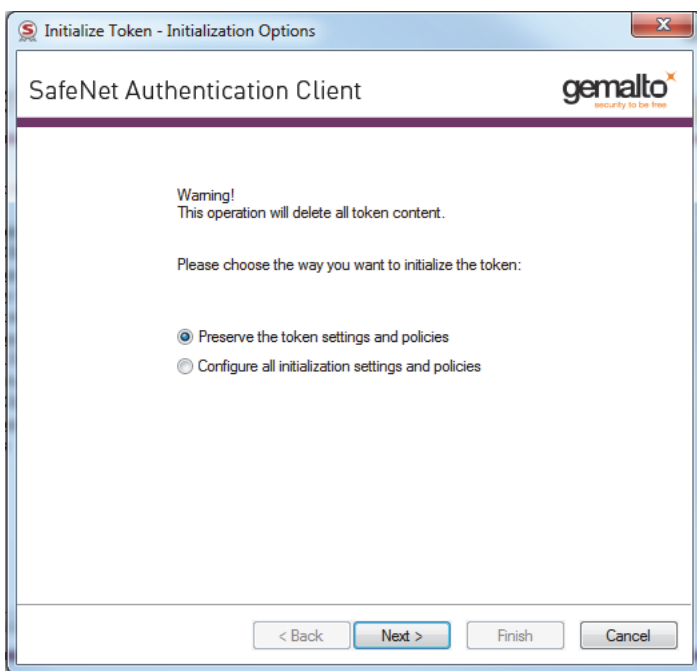 Initialize Token - Initialization Options
SafeNet Authentication Client
gemalto
security to be free
Warning!
This operation will delete all token content.
Please choose the way you want to initialize the token:
Preserve the token settings and policies
Configure all initialization settings and policies
< Back Next > Finish Cancel